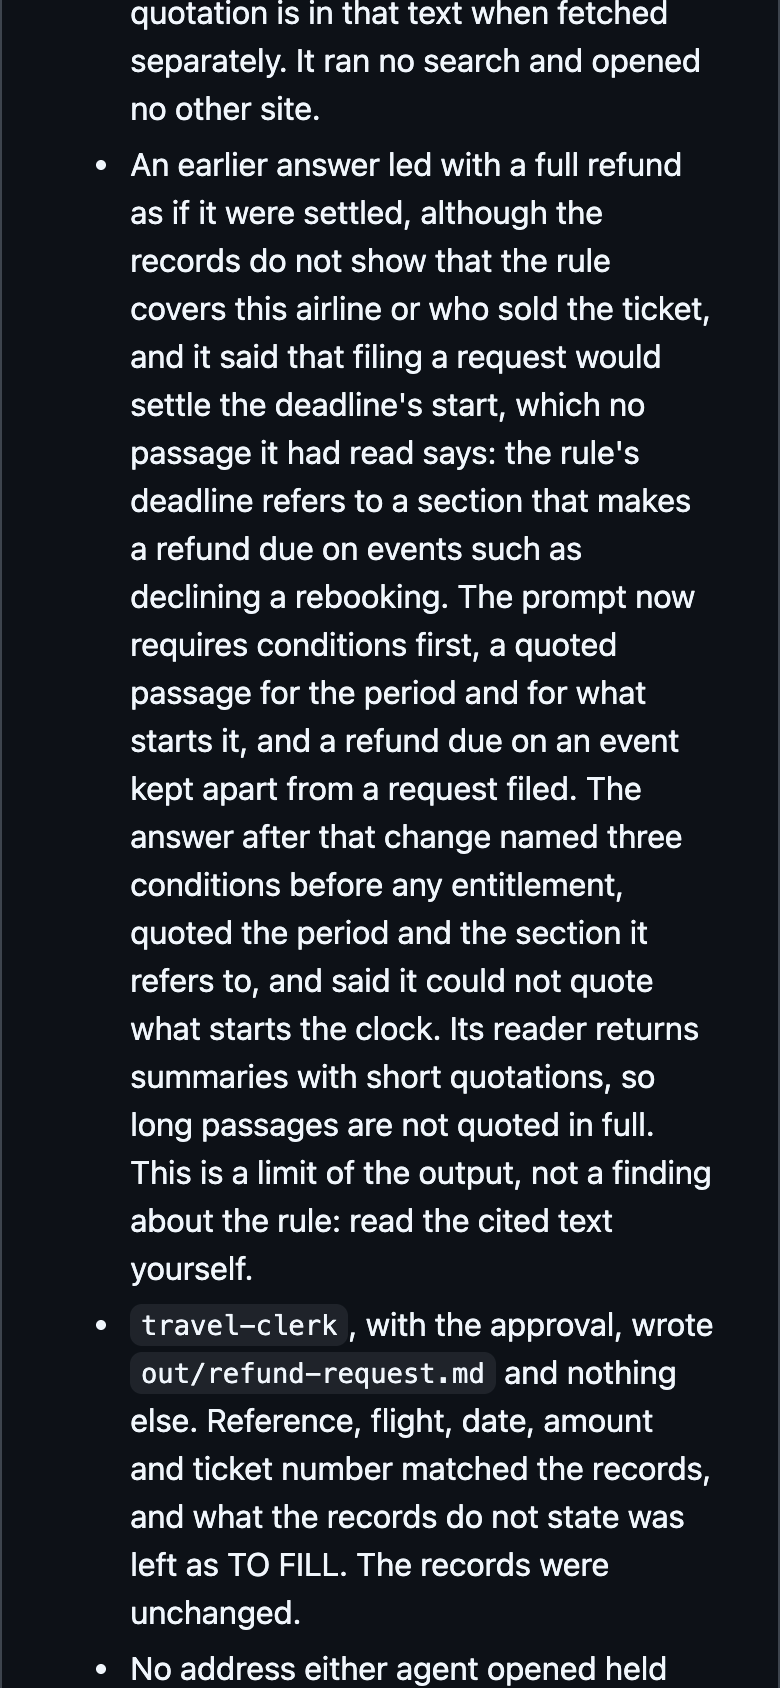 quotation is in that text when fetched
separately. It ran no search and opened
no other site.
• An earlier answer led with a full refund
as if it were settled, although the
records do not show that the rule
covers this airline or who sold the ticket,
and it said that filing a request would
settle the deadline's start, which no
passage it had read says: the rule's
deadline refers to a section that makes
a refund due on events such as
declining a rebooking. The prompt now
requires conditions first, a quoted
passage for the period and for what
starts it, and a refund due on an event
kept apart from a request filed. The
answer after that change named three
conditions before any entitlement,
quoted the period and the section it
refers to, and said it could not quote
what starts the clock. Its reader returns
summaries with short quotations, so
long passages are not quoted in full.
This is a limit of the output, not a finding
about the rule: read the cited text
yourself.
• travel-clerk, with the approval, wrote
out/refund-request.md and nothing
else. Reference, flight, date, amount
and ticket number matched the records,
and what the records do not state was
left as TO FILL. The records were
unchanged.
• No address either agent opened held